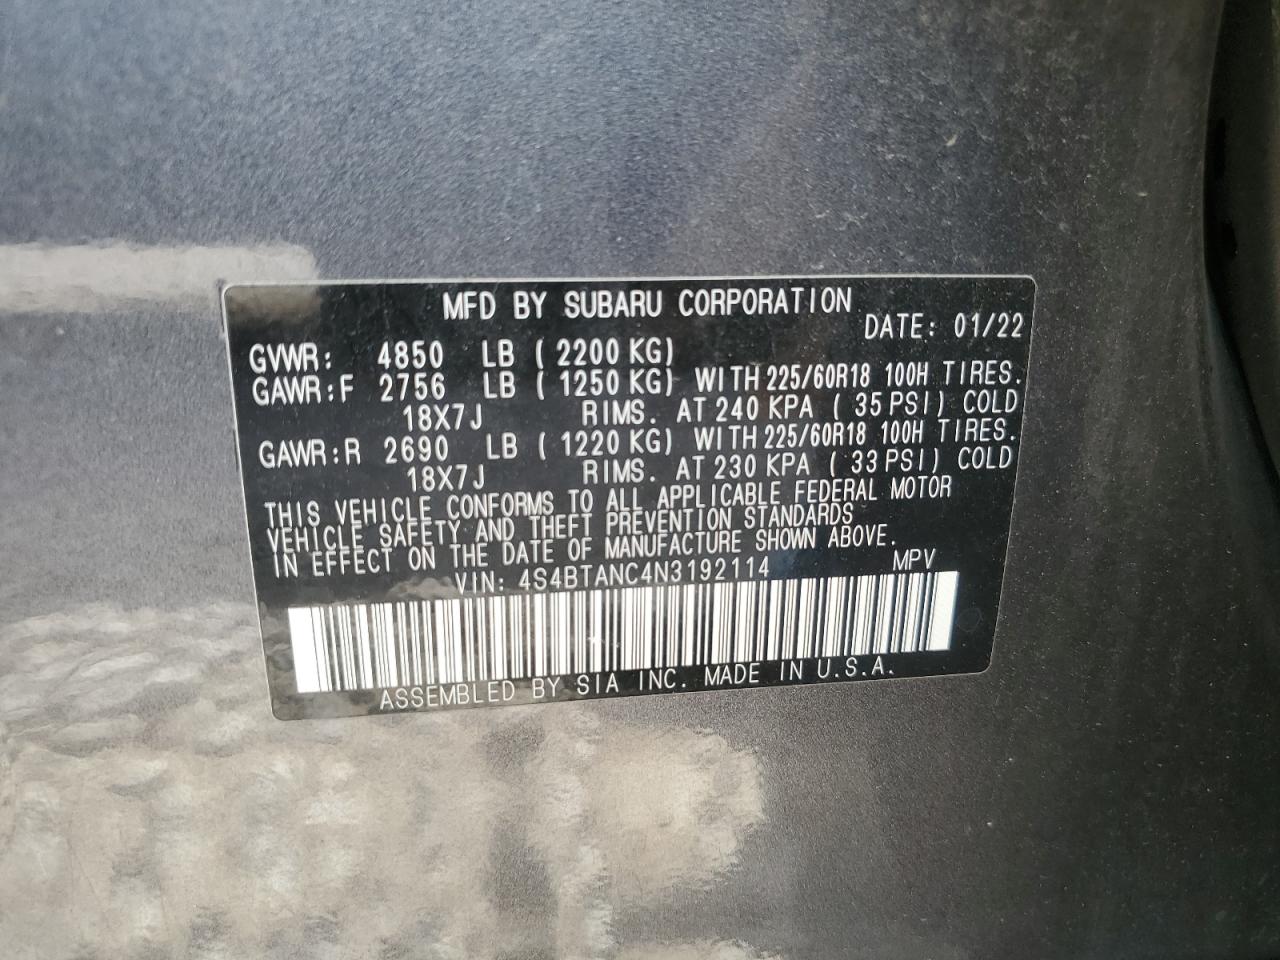 MFD BY SUBARU CORPORATION
DATE: 01/22
GVWR: 4850 LB ( 2200 KG)
GAWR:F 2756 LB ( 1250 KG) WITH 225/60R18 100H TIRES.
18X7J RIMS. AT 240 KPA ( 35 PSI) COLD
GAWR:R 2690 LB ( 1220 KG) WITH 225/60R18 100H TIRES.
18X7J RIMS. AT 230 KPA ( 33 PSI) COLD
THIS VEHICLE CONFORMS TO ALL APPLICABLE FEDERAL MOTOR
VEHICLE SAFETY AND THEFT PREVENTION STANDARDS
IN EFFECT ON THE DATE OF MANUFACTURE SHOWN ABOVE.
VIN: 4S4BTANC4N3192114 MPV
ASSEMBLED BY SIA INC. MADE IN U.S.A.